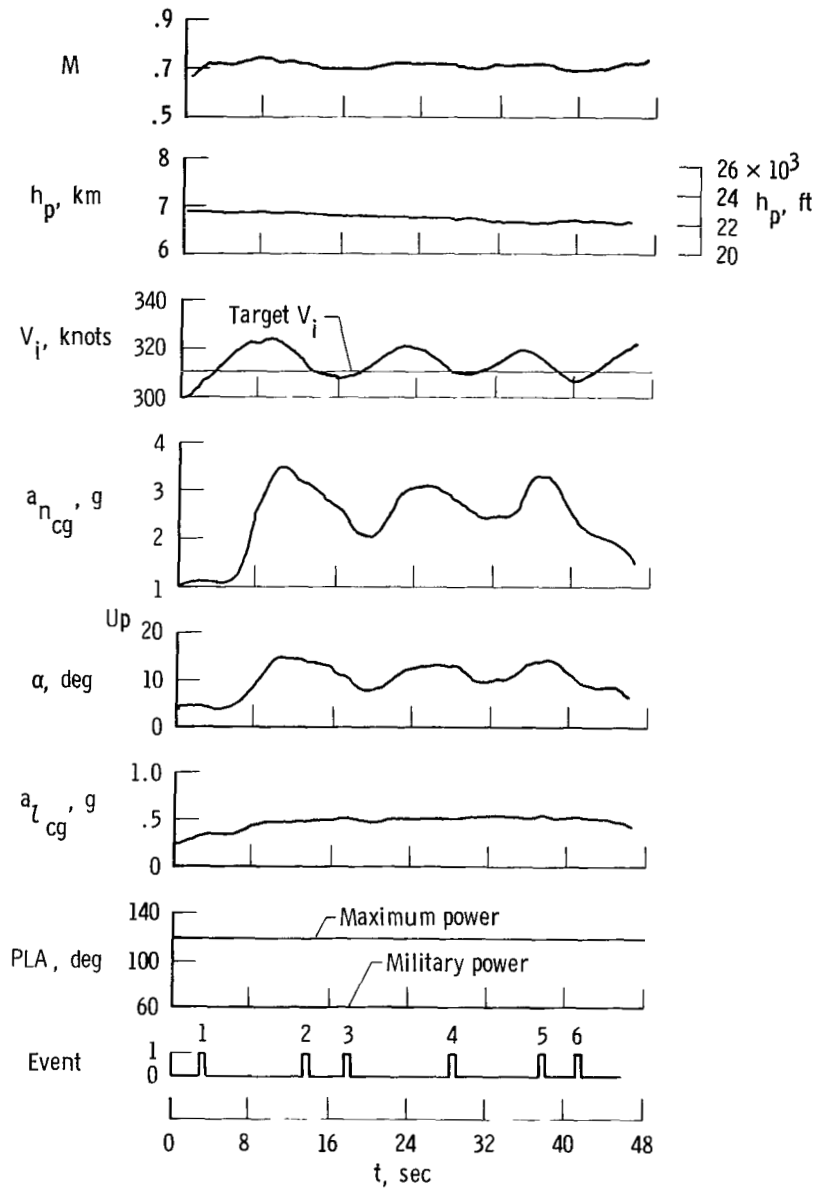 .9
M .7
.5
8
h_p, km 7
6
26 × 10^3
24 h_p, ft
22
20
340
V_i, knots 320
300
Target V_i
4
a_n_cg, g 3
2
1
Up
20
α, deg 10
0
1.0
a_l_cg, g .5
0
140
PLA, deg 100
60
Maximum power
Military power
1 2 3 4 5 6
Event 1
0
0 8 16 24 32 40 48
t, sec